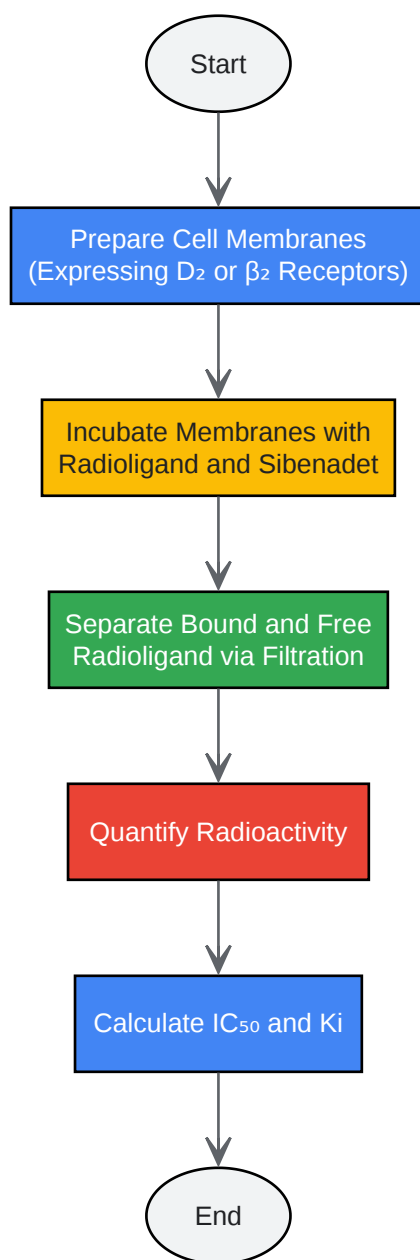 Start
Prepare Cell Membranes
(Expressing D₂ or β₂ Receptors)
Incubate Membranes with
Radioligand and Sibenadet
Separate Bound and Free
Radioligand via Filtration
Quantify Radioactivity
Calculate IC₅₀ and Ki
End